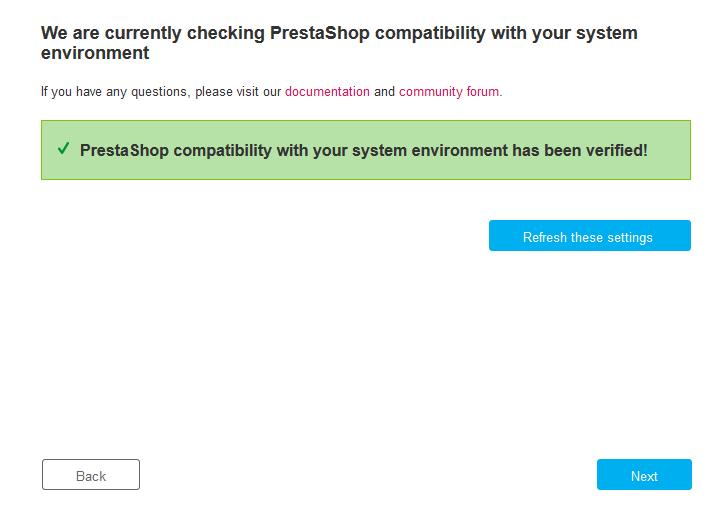 We are currently checking PrestaShop compatibility with your system
environment
If you have any questions, please visit our documentation and community forum.
PrestaShop compatibility with your system environment has been verified!
Refresh these settings
Back
Next